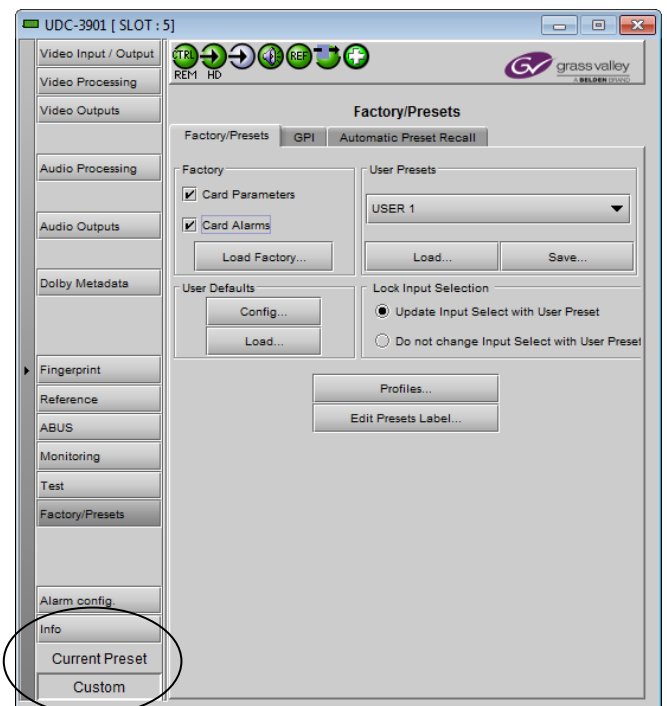 UDC-3901 [ SLOT : 5]
Video Input / Output
Video Processing
Video Outputs
Audio Processing
Audio Outputs
Dolby Metadata
Fingerprint
Reference
ABUS
Monitoring
Test
Factory/Presets
Alarm config.
Info
Current Preset
Custom
CTRL
REF
REM HD
GV grass valley
A BELDEN BRAND
Factory/Presets
Factory/Presets GPI Automatic Preset Recall
Factory
Card Parameters
Card Alarms
Load Factory...
User Presets
USER 1
Load... Save...
User Defaults
Config...
Load...
Lock Input Selection
Update Input Select with User Preset
Do not change Input Select with User Preset
Profiles...
Edit Presets Label...